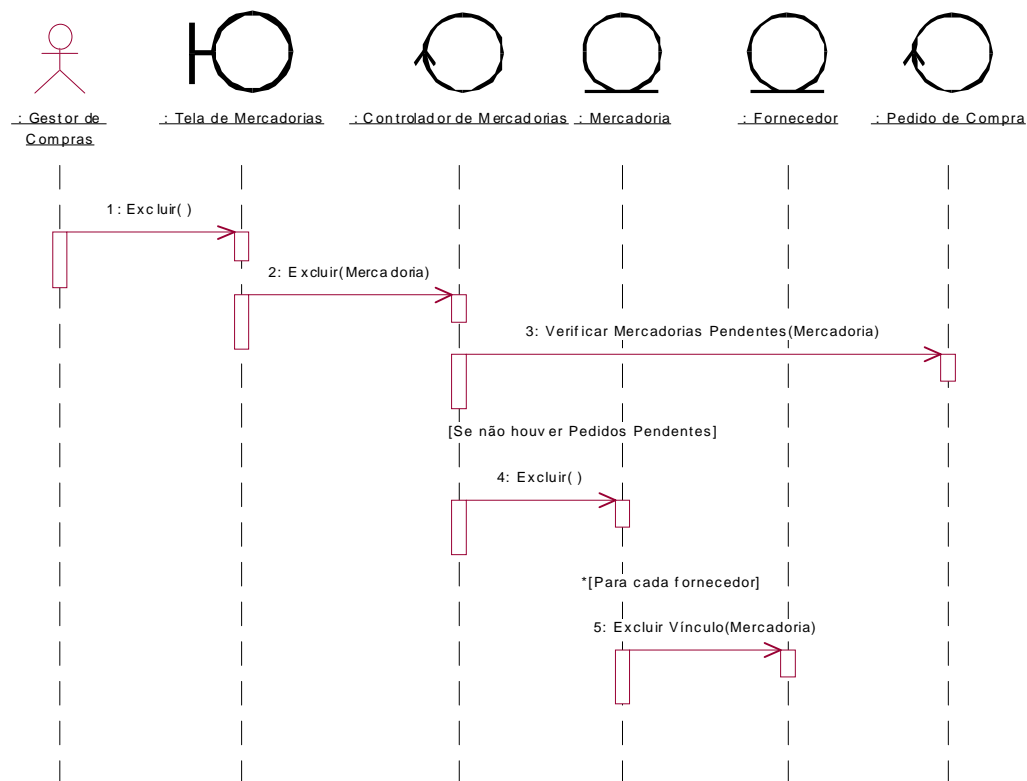 : Gestor de
Compras
: Tela de Mercadorias
: Controlador de Mercadorias
: Mercadoria
: Fornecedor
: Pedido de Compra
1: Excluir( )
2: Excluir(Mercadoria)
3: Verificar Mercadorias Pendentes(Mercadoria)
[Se não houver Pedidos Pendentes]
4: Excluir( )
*[Para cada fornecedor]
5: Excluir Vínculo(Mercadoria)